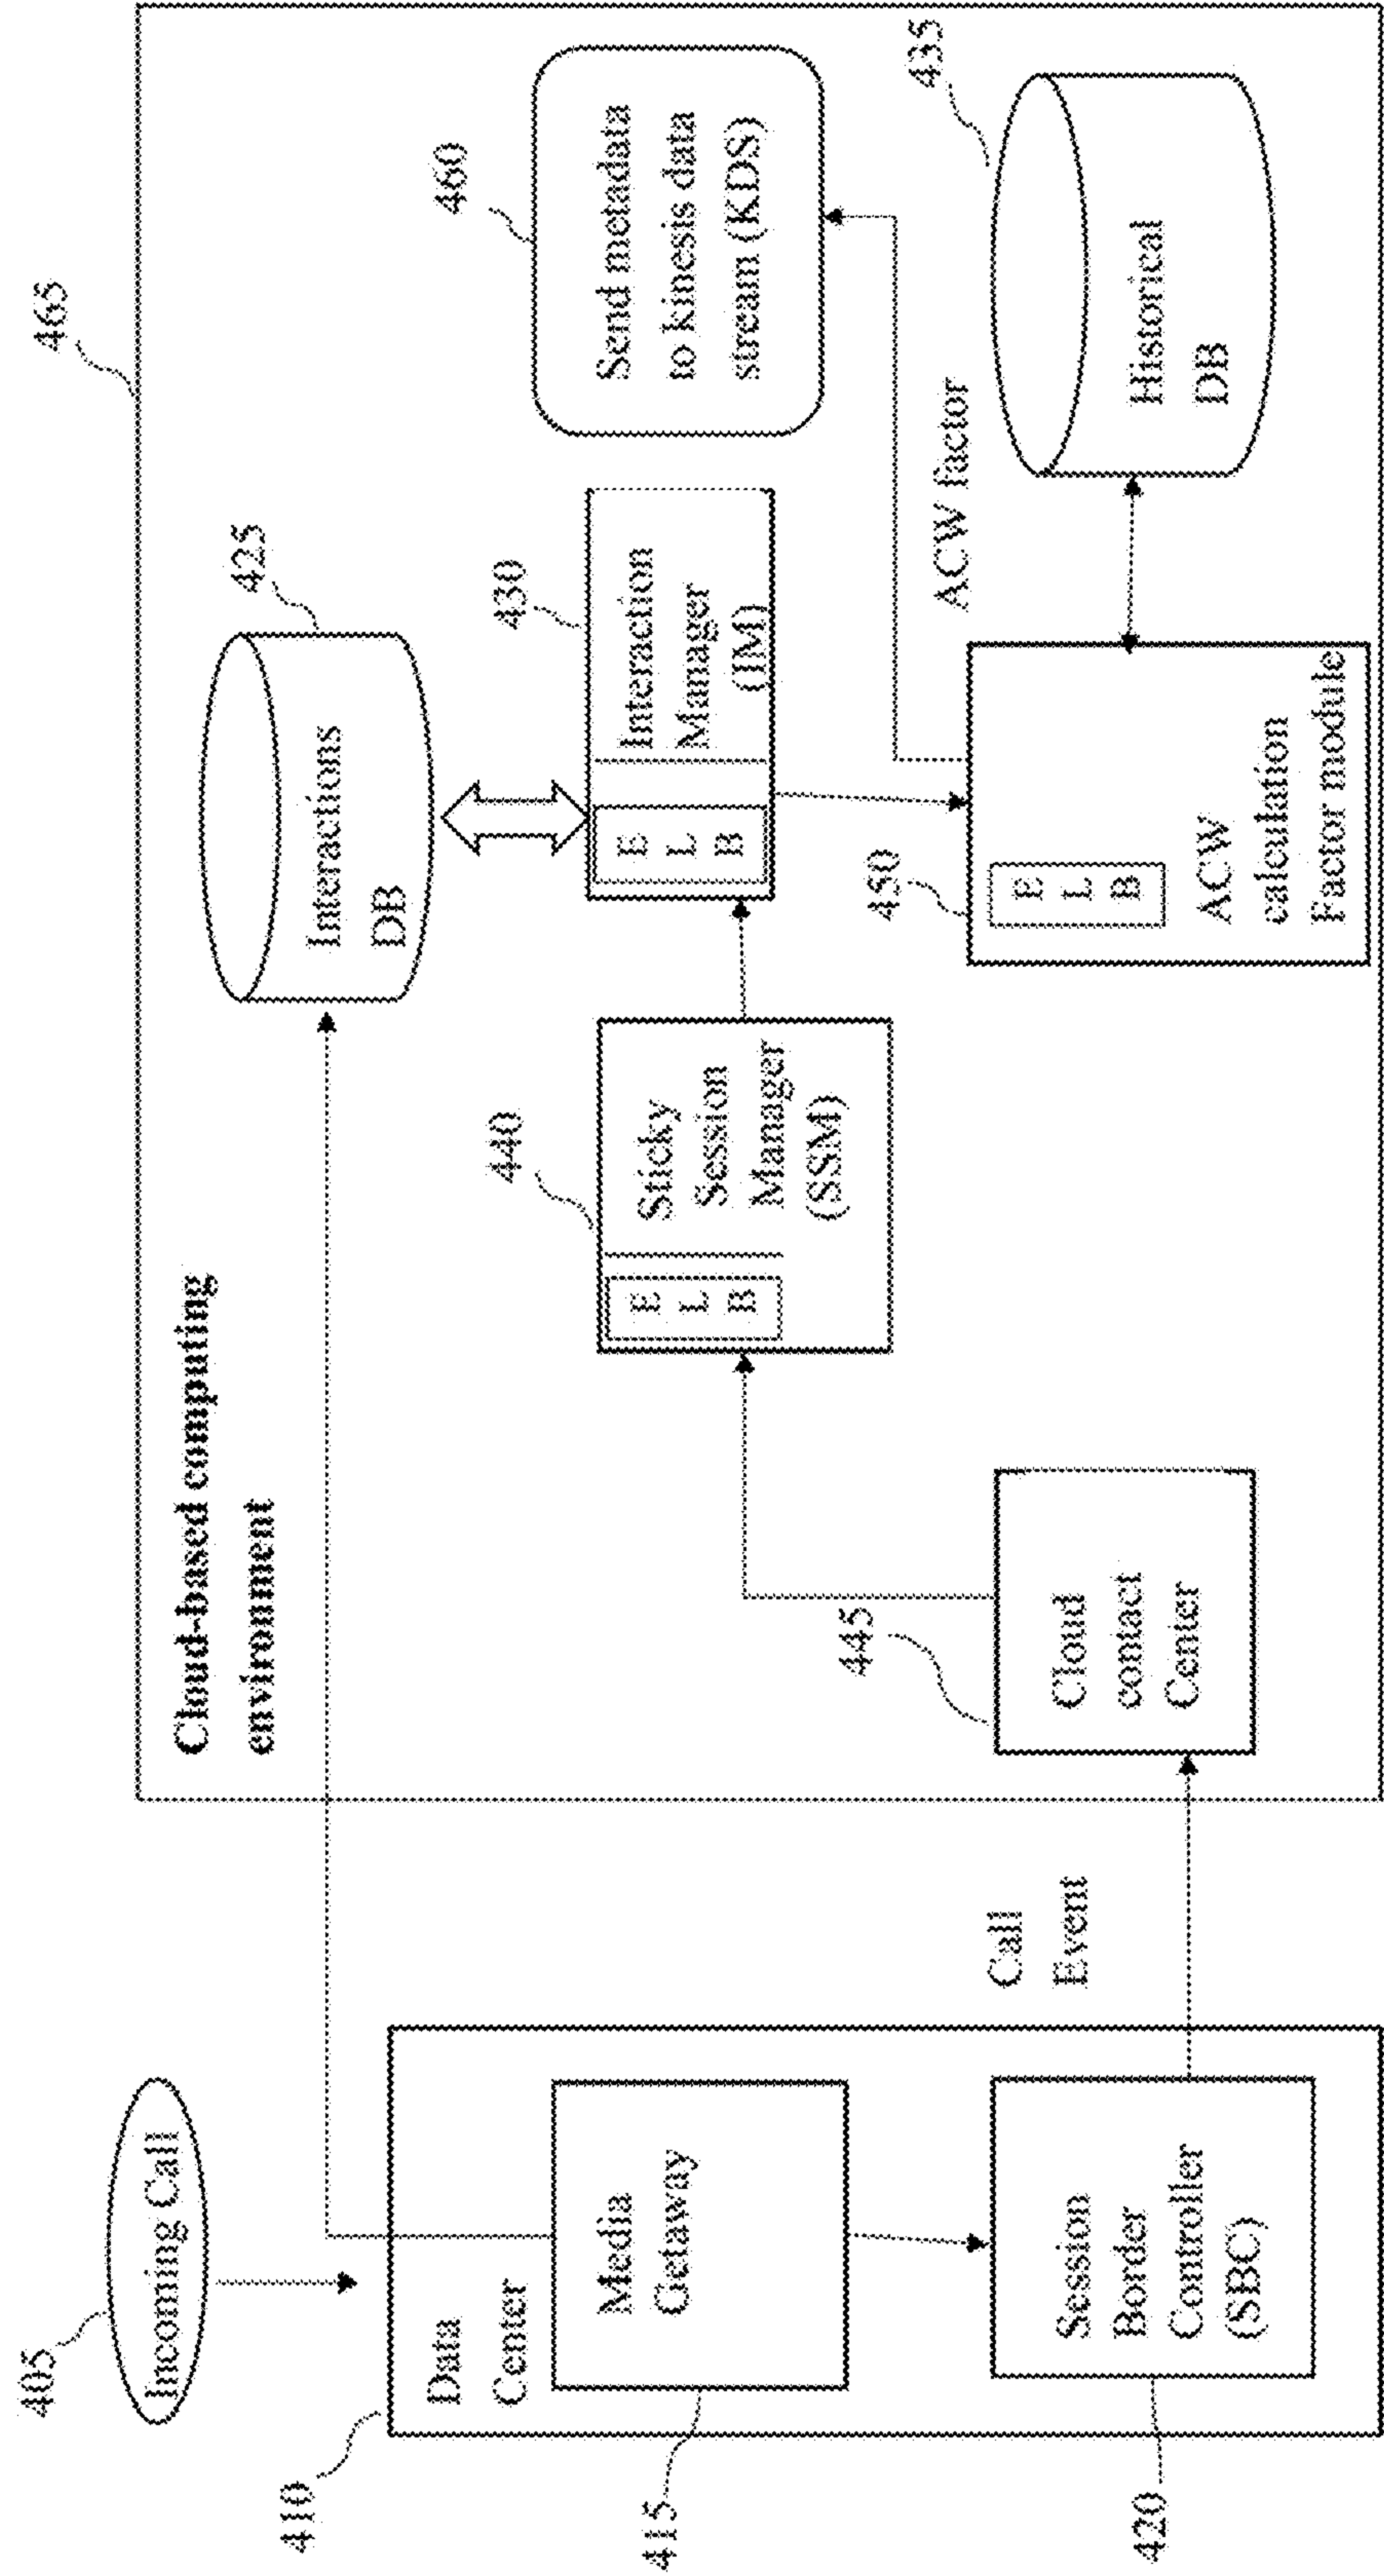 405
Incoming Call
410
Data
Center
415
Media
Getaway
420
Session
Border
Controller
(SBC)
Call
Event
465
Cloud-based computing
environment
445
Cloud
contact
Center
440
E
L
B
Sticky
Session
Manager
(SSM)
425
Interactions
DB
430
E
L
B
Interaction
Manager
(IM)
450
E
L
B
ACW
calculation
Factor module
ACW factor
460
Send metadata
to kinesis data
stream (KDS)
435
Historical
DB